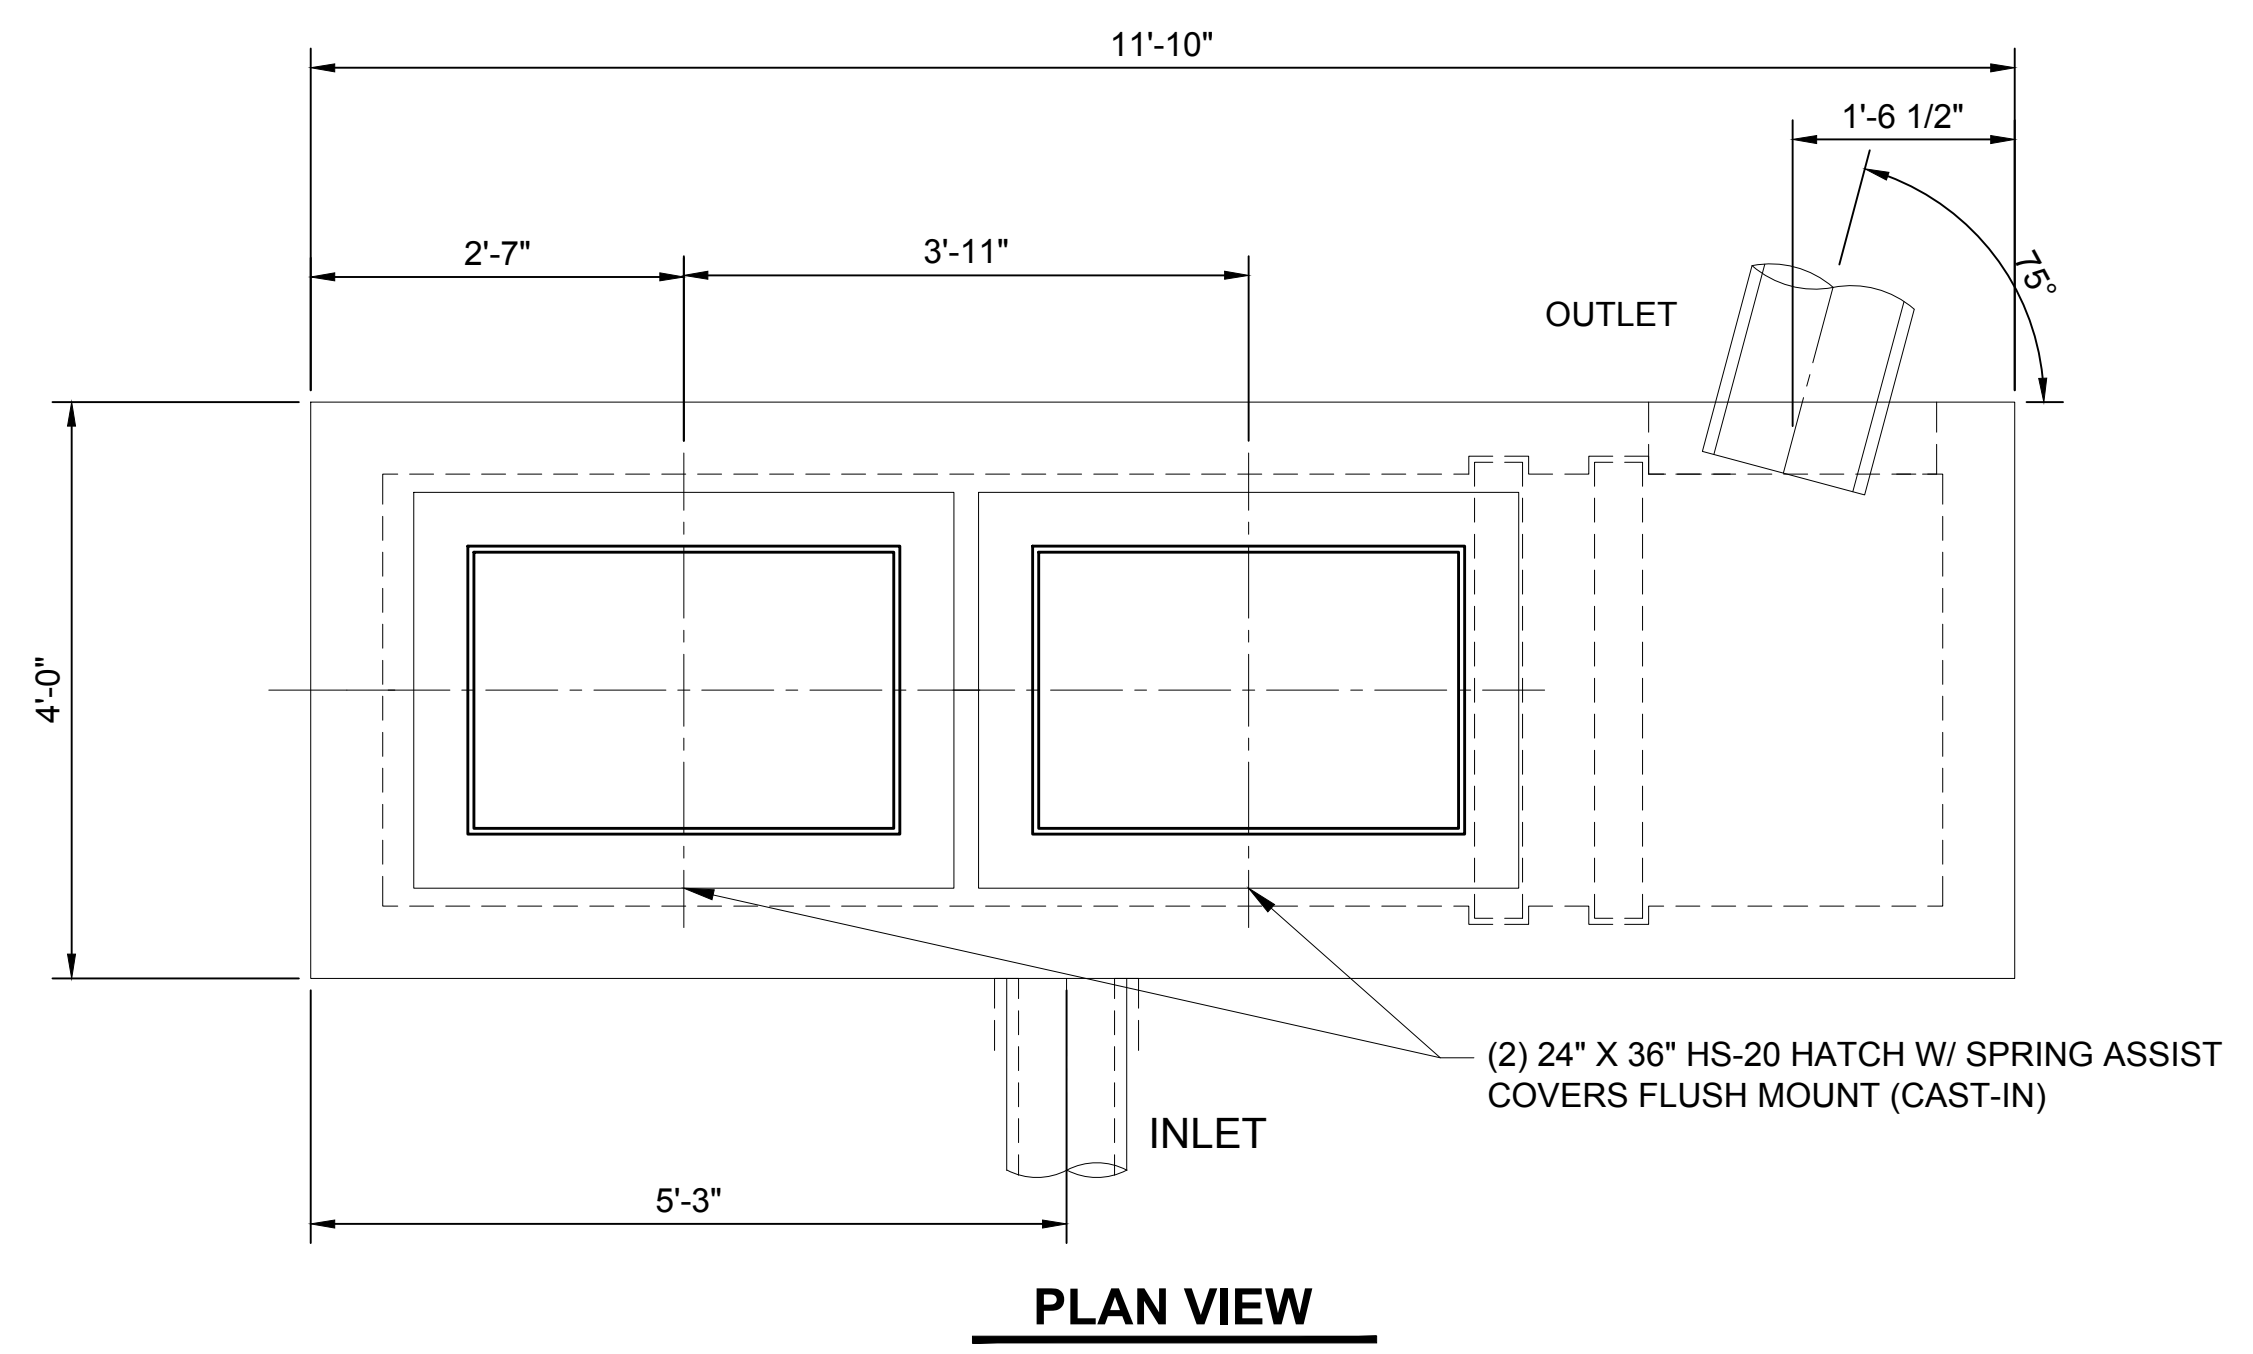 11'-10"
1'-6 1/2"
2'-7"
3'-11"
75°
OUTLET
4'-0"
(2) 24" X 36" HS-20 HATCH W/ SPRING ASSIST
COVERS FLUSH MOUNT (CAST-IN)
INLET
5'-3"
PLAN VIEW